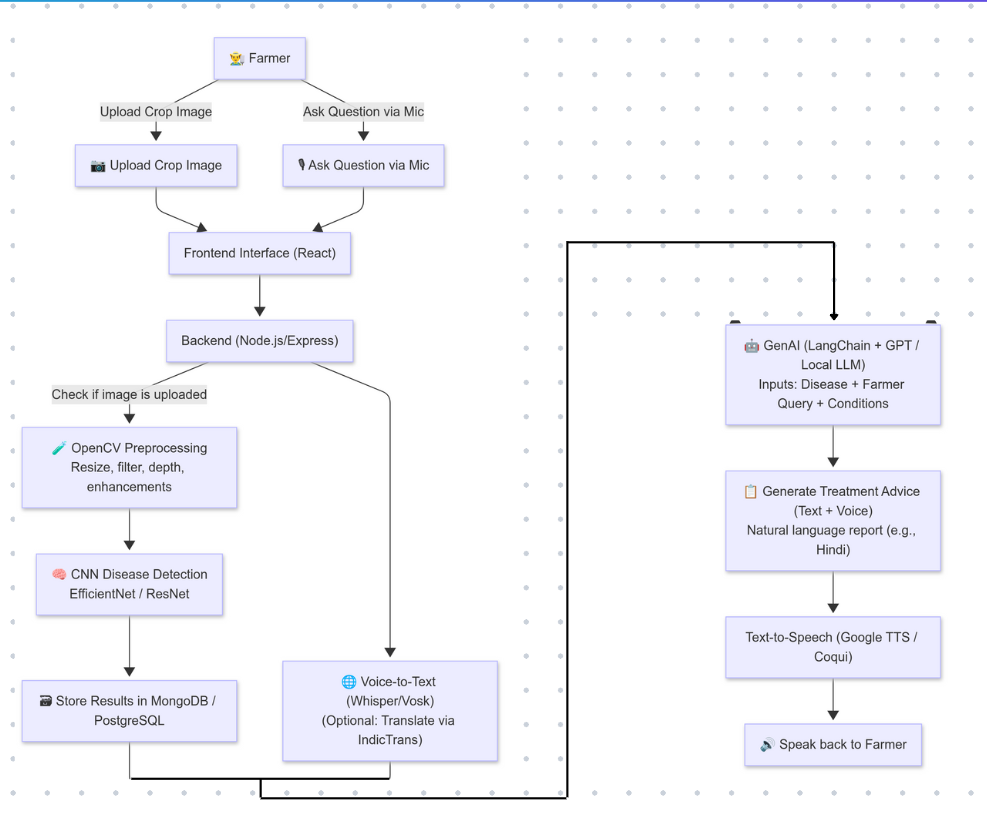 👨‍🌾 Farmer
Upload Crop Image
Ask Question via Mic
📷 Upload Crop Image
🎙 Ask Question via Mic
Frontend Interface (React)
Backend (Node.js/Express)
Check if image is uploaded
🧪 OpenCV Preprocessing
Resize, filter, depth,
enhancements
🧠 CNN Disease Detection
EfficientNet / ResNet
🗃 Store Results in MongoDB /
PostgreSQL
🌐 Voice-to-Text
(Whisper/Vosk)
(Optional: Translate via
IndicTrans)
🤖 GenAI (LangChain + GPT /
Local LLM)
Inputs: Disease + Farmer
Query + Conditions
📋 Generate Treatment Advice
(Text + Voice)
Natural language report (e.g.,
Hindi)
Text-to-Speech (Google TTS /
Coqui)
🔊 Speak back to Farmer